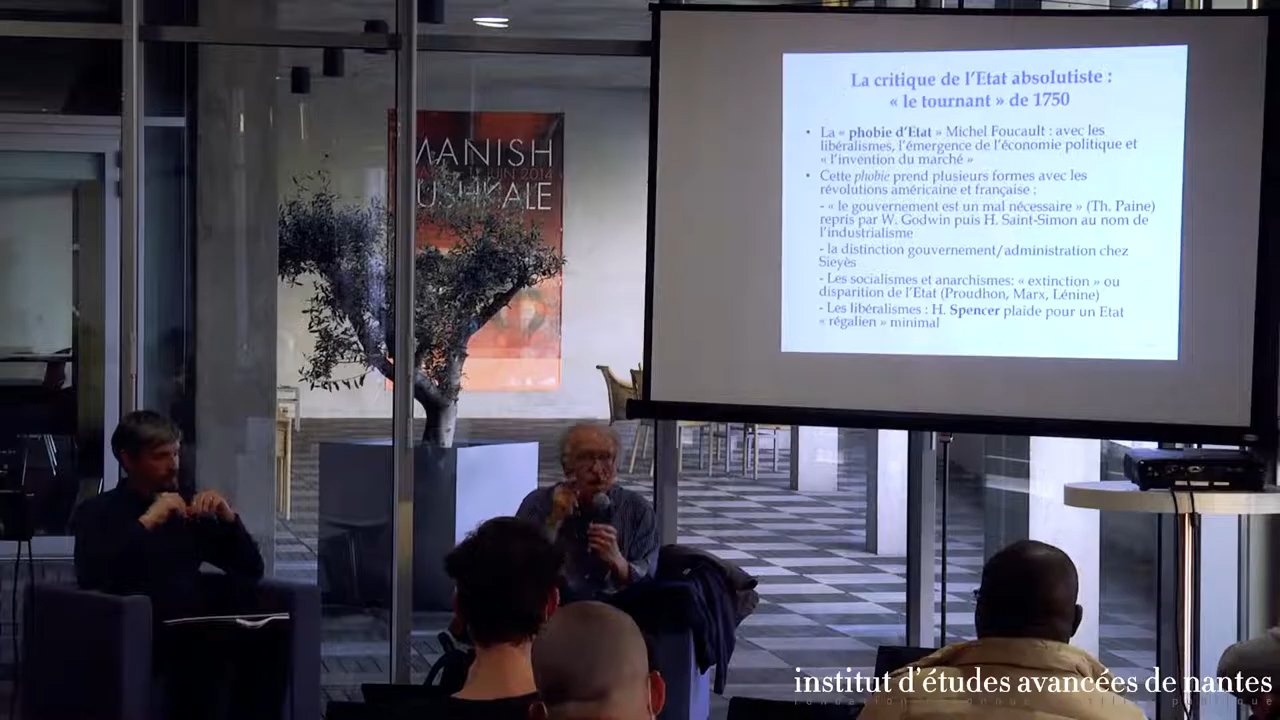 La critique de l'Etat absolutiste :
« le tournant » de 1750
• La « phobie d'Etat » Michel Foucault : avec les
libéralismes, l'émergence de l'économie politique et
« l'invention du marché »
• Cette phobie prend plusieurs formes avec les
révolutions américaine et française :
- « le gouvernement est un mal nécessaire » (Th. Paine)
repris par W. Godwin puis H. Saint-Simon au nom de
l'industrialisme
- la distinction gouvernement/administration chez
Sieyès
- Les socialismes et anarchismes: « extinction » ou
disparition de l'Etat (Proudhon, Marx, Lénine)
- Les libéralismes : H. Spencer plaide pour un Etat
« régalien » minimal
MANISH
JUIN 2014
PUSHKALE
institut d'études avancées de nantes